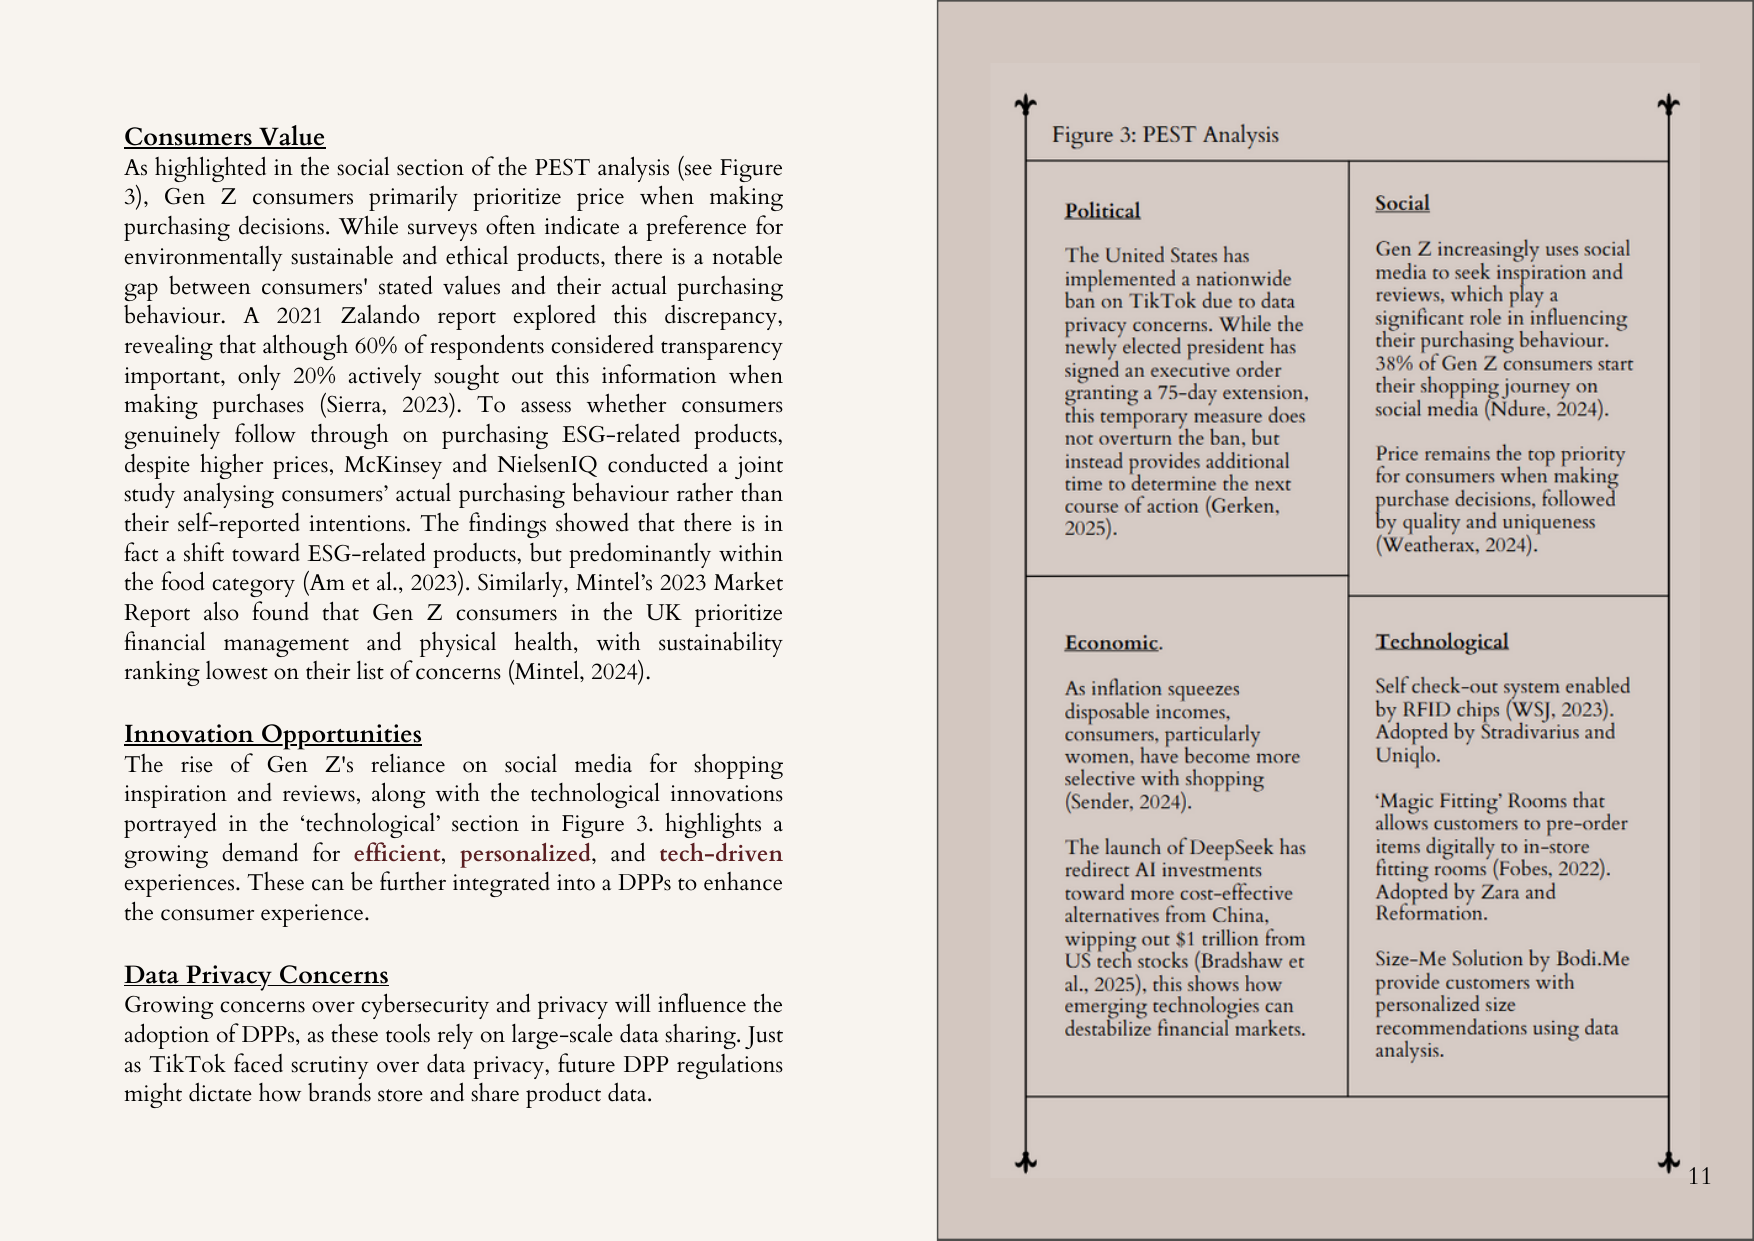 Consumers Value
As highlighted in the social section of the PEST analysis (see Figure
3), Gen Z consumers primarily prioritize price when making
purchasing decisions. While surveys often indicate a preference for
environmentally sustainable and ethical products, there is a notable
gap between consumers' stated values and their actual purchasing
behaviour. A 2021 Zalando report explored this discrepancy,
revealing that although 60% of respondents considered transparency
important, only 20% actively sought out this information when
making purchases (Sierra, 2023). To assess whether consumers
genuinely follow through on purchasing ESG-related products,
despite higher prices, McKinsey and NielsenIQ conducted a joint
study analysing consumers’ actual purchasing behaviour rather than
their self-reported intentions. The findings showed that there is in
fact a shift toward ESG-related products, but predominantly within
the food category (Am et al., 2023). Similarly, Mintel’s 2023 Market
Report also found that Gen Z consumers in the UK prioritize
financial management and physical health, with sustainability
ranking lowest on their list of concerns (Mintel, 2024).
Innovation Opportunities
The rise of Gen Z's reliance on social media for shopping
inspiration and reviews, along with the technological innovations
portrayed in the ‘technological’ section in Figure 3. highlights a
growing demand for efficient, personalized, and tech-driven
experiences. These can be further integrated into a DPPs to enhance
the consumer experience.
Data Privacy Concerns
Growing concerns over cybersecurity and privacy will influence the
adoption of DPPs, as these tools rely on large-scale data sharing. Just
as TikTok faced scrutiny over data privacy, future DPP regulations
might dictate how brands store and share product data.
Figure 3: PEST Analysis
Political
The United States has
implemented a nationwide
ban on TikTok due to data
privacy concerns. While the
newly elected president has
signed an executive order
granting a 75-day extension,
this temporary measure does
not overturn the ban, but
instead provides additional
time to determine the next
course of action (Gerken,
2025).
Social
Gen Z increasingly uses social
media to seek inspiration and
reviews, which play a
significant role in influencing
their purchasing behaviour.
38% of Gen Z consumers start
their shopping journey on
social media (Ndure, 2024).
Price remains the top priority
for consumers when making
purchase decisions, followed
by quality and uniqueness
(Weatherax, 2024).
Economic.
As inflation squeezes
disposable incomes,
consumers, particularly
women, have become more
selective with shopping
(Sender, 2024).
The launch of DeepSeek has
redirect AI investments
toward more cost-effective
alternatives from China,
wipping out $1 trillion from
US tech stocks (Bradshaw et
al., 2025), this shows how
emerging technologies can
destabilize financial markets.
Technological
Self check-out system enabled
by RFID chips (WSJ, 2023).
Adopted by Stradivarius and
Uniqlo.
‘Magic Fitting’ Rooms that
allows customers to pre-order
items digitally to in-store
fitting rooms (Fobes, 2022).
Adopted by Zara and
Reformation.
Size-Me Solution by Bodi.Me
provide customers with
personalized size
recommendations using data
analysis.
11